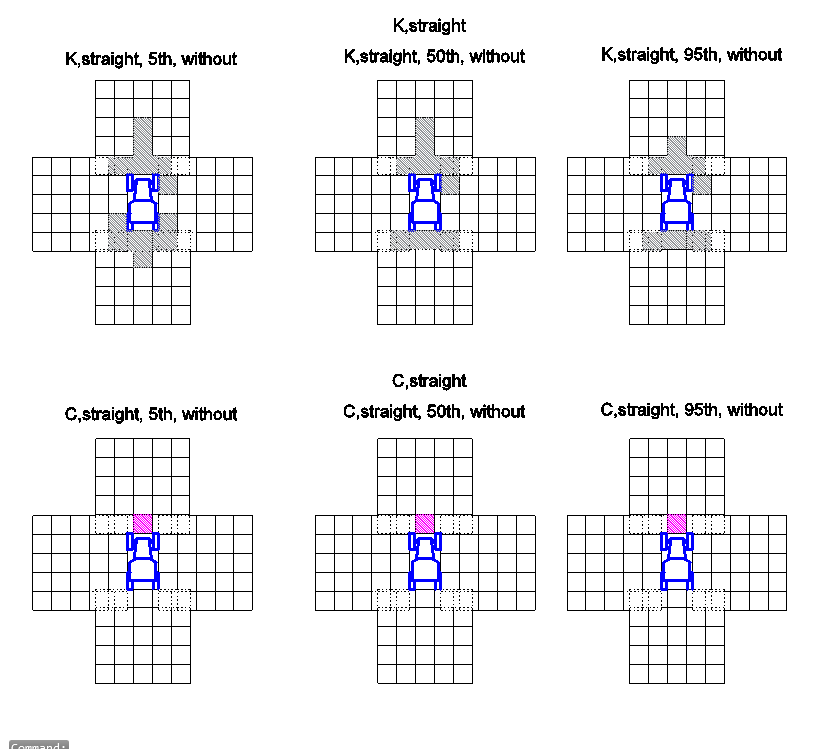 K,straight
K,straight, 5th, without
K,straight, 50th, without
K,straight, 95th, without
C,straight
C,straight, 5th, without
C,straight, 50th, without
C,straight, 95th, without
Command: